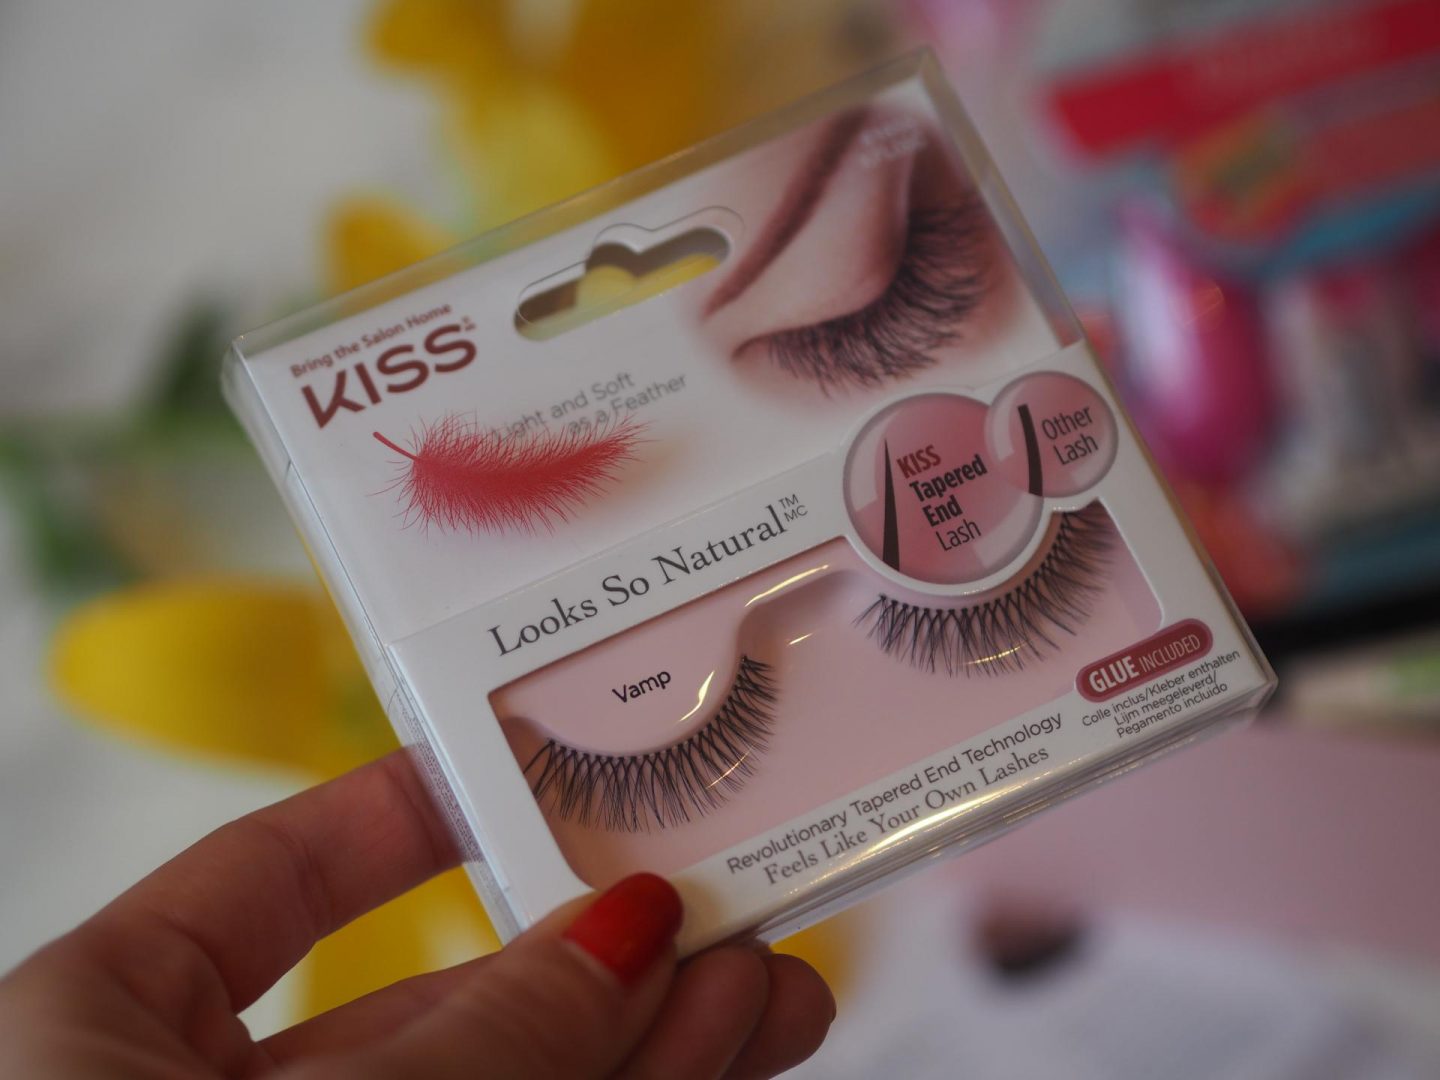 Bring the Salon Home
KISS
Light and Soft
as a Feather
KISS
Tapered
End
Lash
Other
Lash
Looks So Natural™
MC
Vamp
GLUE INCLUDED
Colle inclus/Kleber enthalten
Lijm meegeleverd/
Pegamento incluido
Revolutionary Tapered End Technology
Feels Like Your Own Lashes